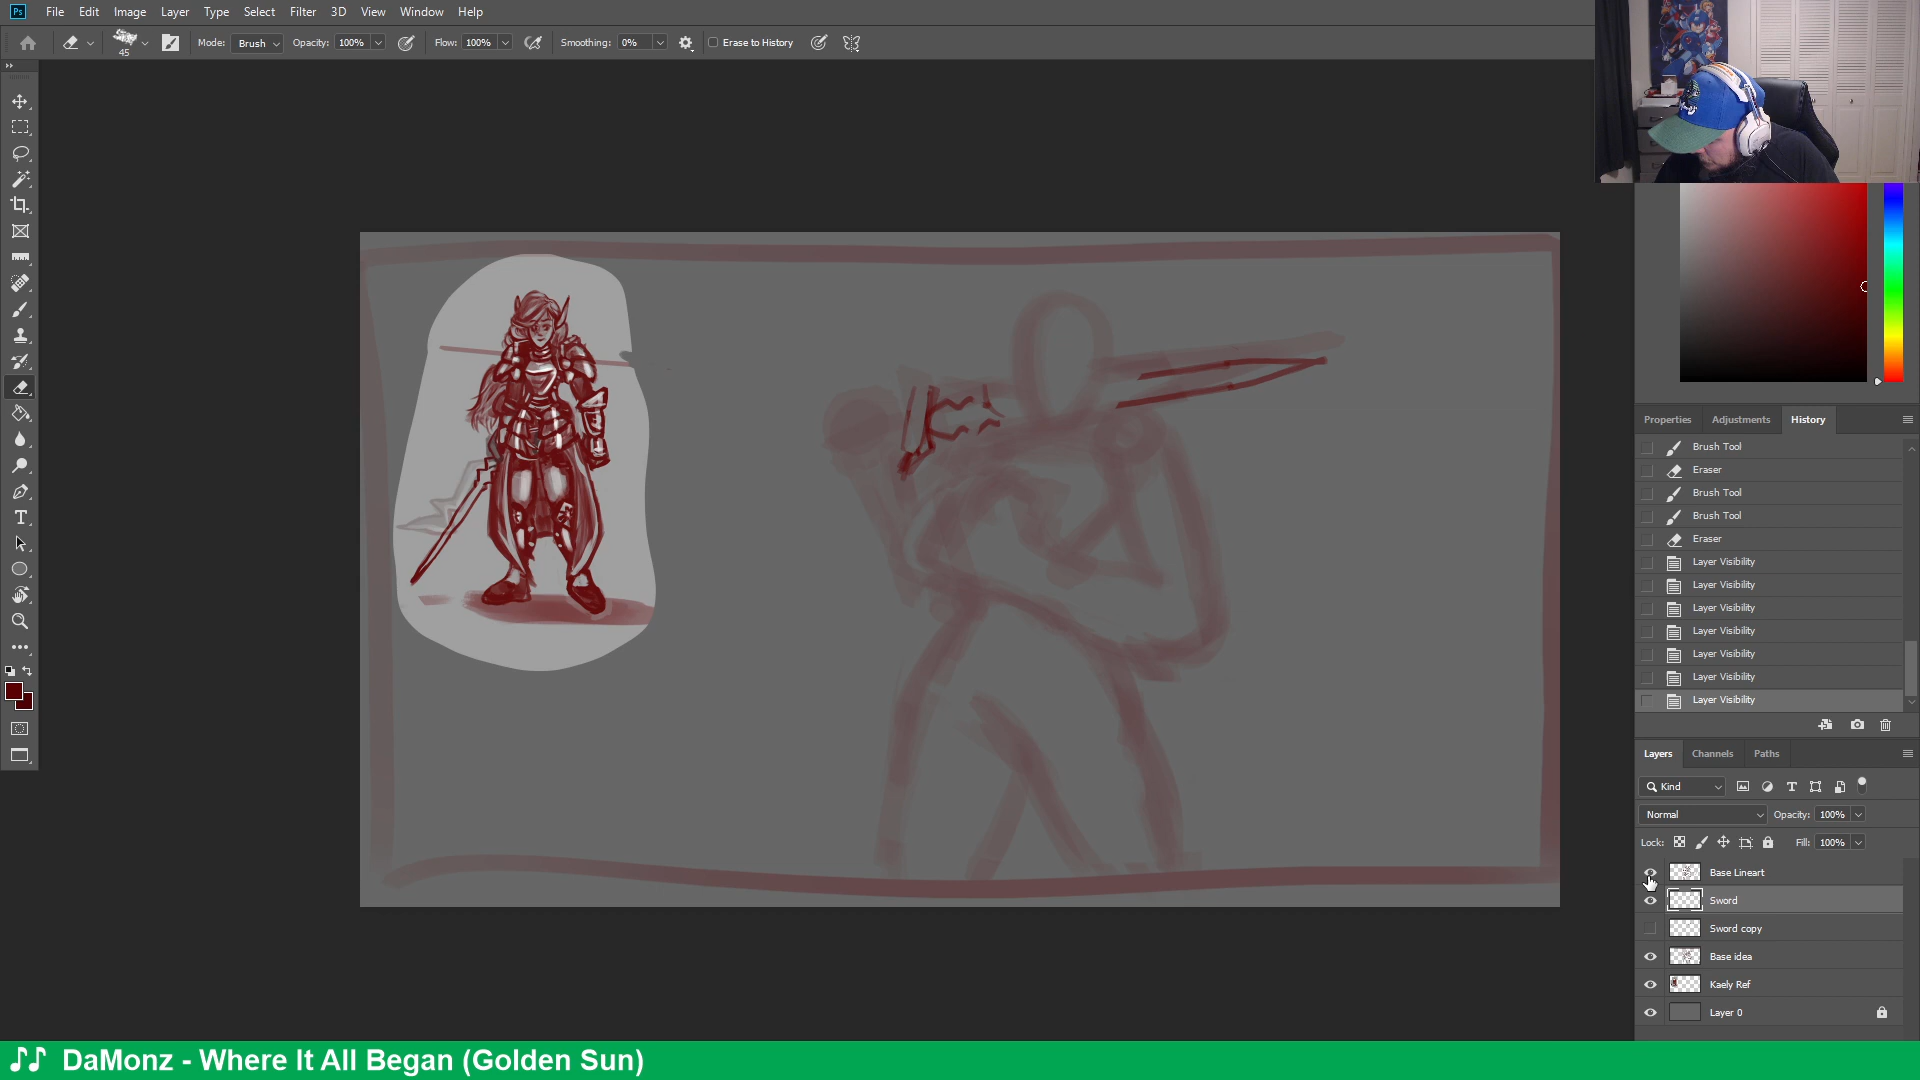 Ps File Edit Image Layer Type Select Filter 3D View Window Help
45 Mode: Brush Opacity: 100% Flow: 100% Smoothing: 0% Erase to History
Properties Adjustments History
Brush Tool
Eraser
Brush Tool
Brush Tool
Eraser
Layer Visibility
Layer Visibility
Layer Visibility
Layer Visibility
Layer Visibility
Layer Visibility
Layer Visibility
Layers Channels Paths
Kind
Normal Opacity: 100%
Lock: Fill: 100%
Base Lineart
Sword
Sword copy
Base idea
Kaely Ref
Layer 0
DaMonz - Where It All Began (Golden Sun)